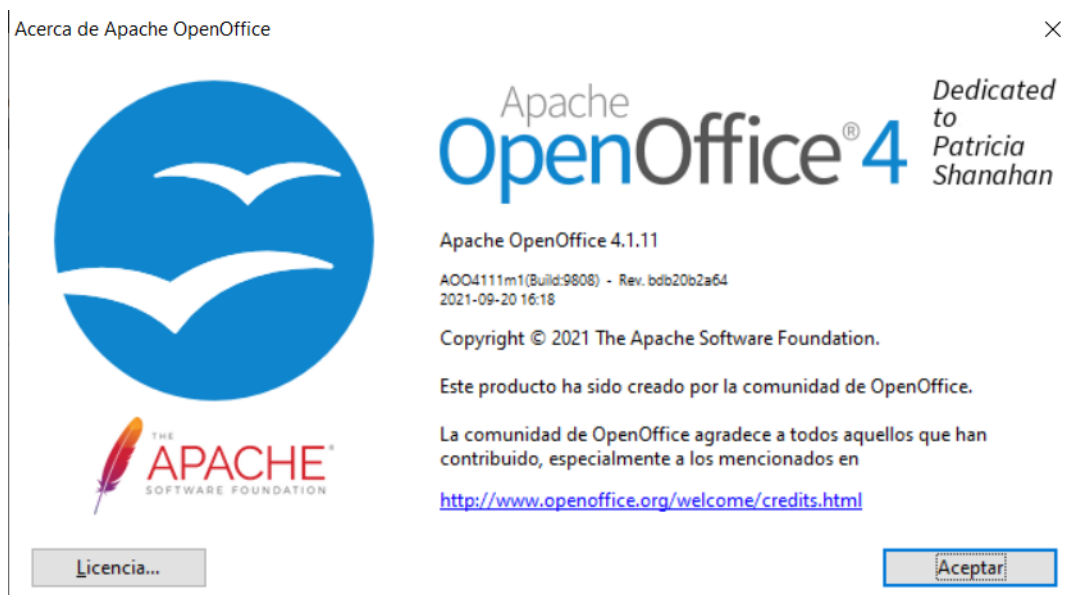 Acerca de Apache OpenOffice
Apache
OpenOffice® 4
Dedicated
to
Patricia
Shanahan
Apache OpenOffice 4.1.11
AOO4111m1(Build:9808) - Rev. bdb20b2a64
2021-09-20 16:18
Copyright © 2021 The Apache Software Foundation.
Este producto ha sido creado por la comunidad de OpenOffice.
La comunidad de OpenOffice agradece a todos aquellos que han
contribuido, especialmente a los mencionados en
http://www.openoffice.org/welcome/credits.html
THE
APACHE®
SOFTWARE FOUNDATION
Licencia...
Aceptar